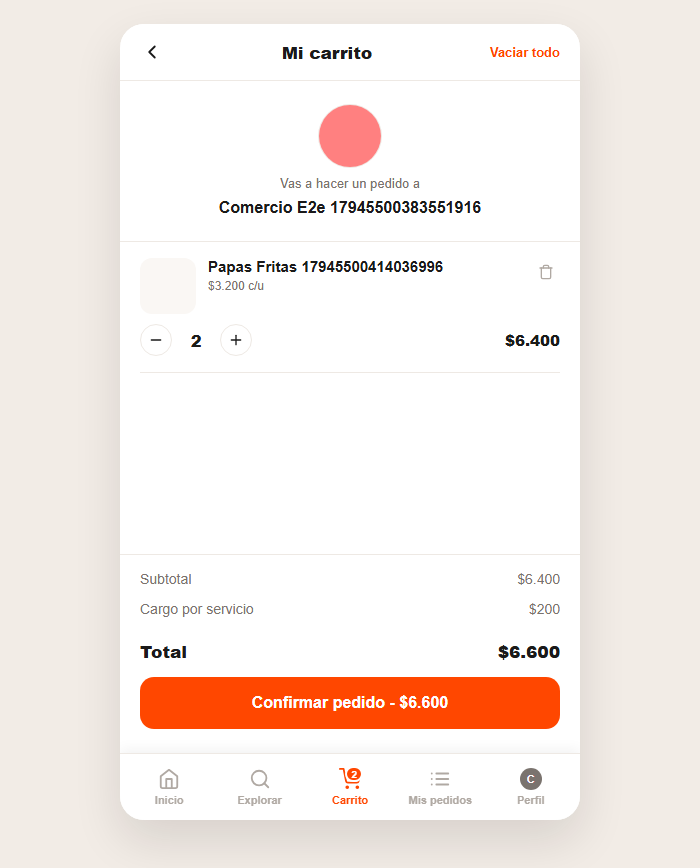 Mi carrito
Vaciar todo
Vas a hacer un pedido a
Comercio E2e 17945500383551916
Papas Fritas 17945500414036996
$3.200 c/u
2
$6.400
Subtotal
$6.400
Cargo por servicio
$200
Total
$6.600
Confirmar pedido - $6.600
2
C
Inicio
Explorar
Carrito
Mis pedidos
Perfil